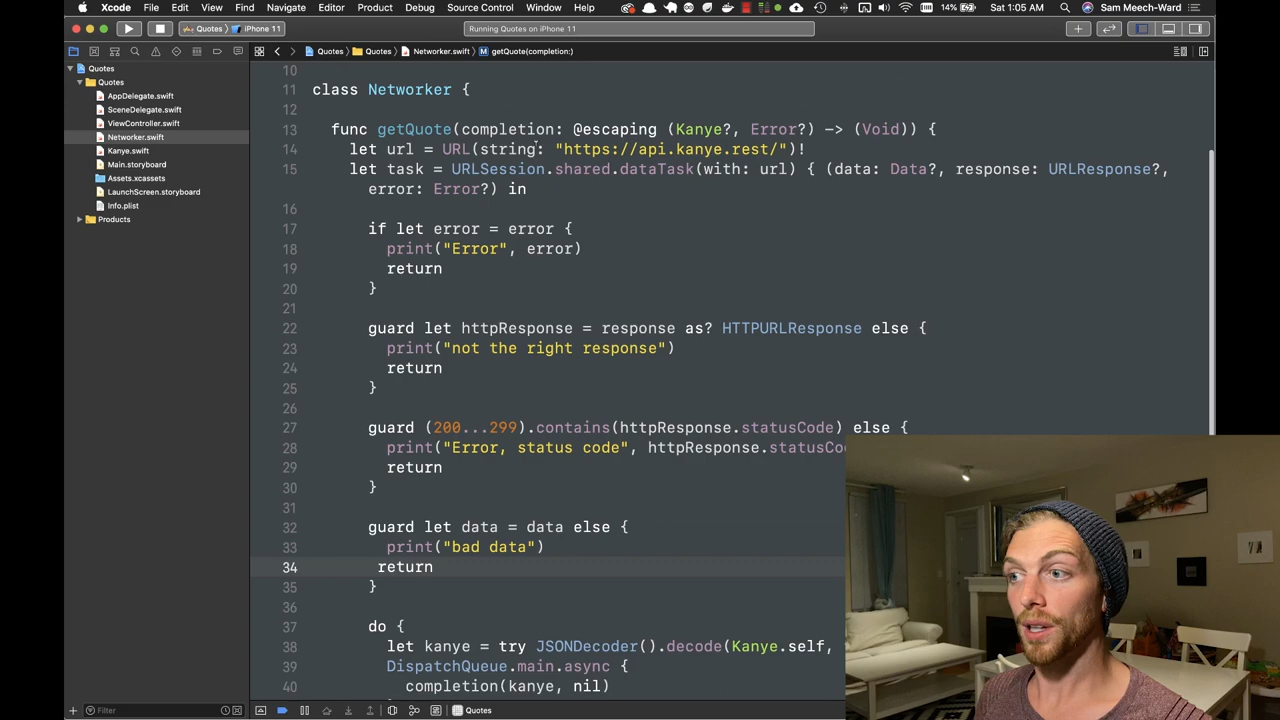 Xcode File Edit View Find Navigate Editor Product Debug Source Control Window Help 14% Sat 1:05 AM Sam Meech-Ward
Quotes iPhone 11 Running Quotes on iPhone 11
Quotes Quotes Networker.swift M getQuote(completion:)
Quotes
Quotes
AppDelegate.swift
SceneDelegate.swift
ViewController.swift
Networker.swift
Kanye.swift
Main.storyboard
Assets.xcassets
LaunchScreen.storyboard
Info.plist
Products
10
11 class Networker {
12
13 func getQuote(completion: @escaping (Kanye?, Error?) -> (Void)) {
14 let url = URL(string: "https://api.kanye.rest/")!
15 let task = URLSession.shared.dataTask(with: url) { (data: Data?, response: URLResponse?,
error: Error?) in
16
17 if let error = error {
18 print("Error", error)
19 return
20 }
21
22 guard let httpResponse = response as? HTTPURLResponse else {
23 print("not the right response")
24 return
25 }
26
27 guard (200...299).contains(httpResponse.statusCode) else {
28 print("Error, status code", httpResponse.statusCo
29 return
30 }
31
32 guard let data = data else {
33 print("bad data")
34 return
35 }
36
37 do {
38 let kanye = try JSONDecoder().decode(Kanye.self,
39 DispatchQueue.main.async {
40 completion(kanye, nil)
Filter Quotes